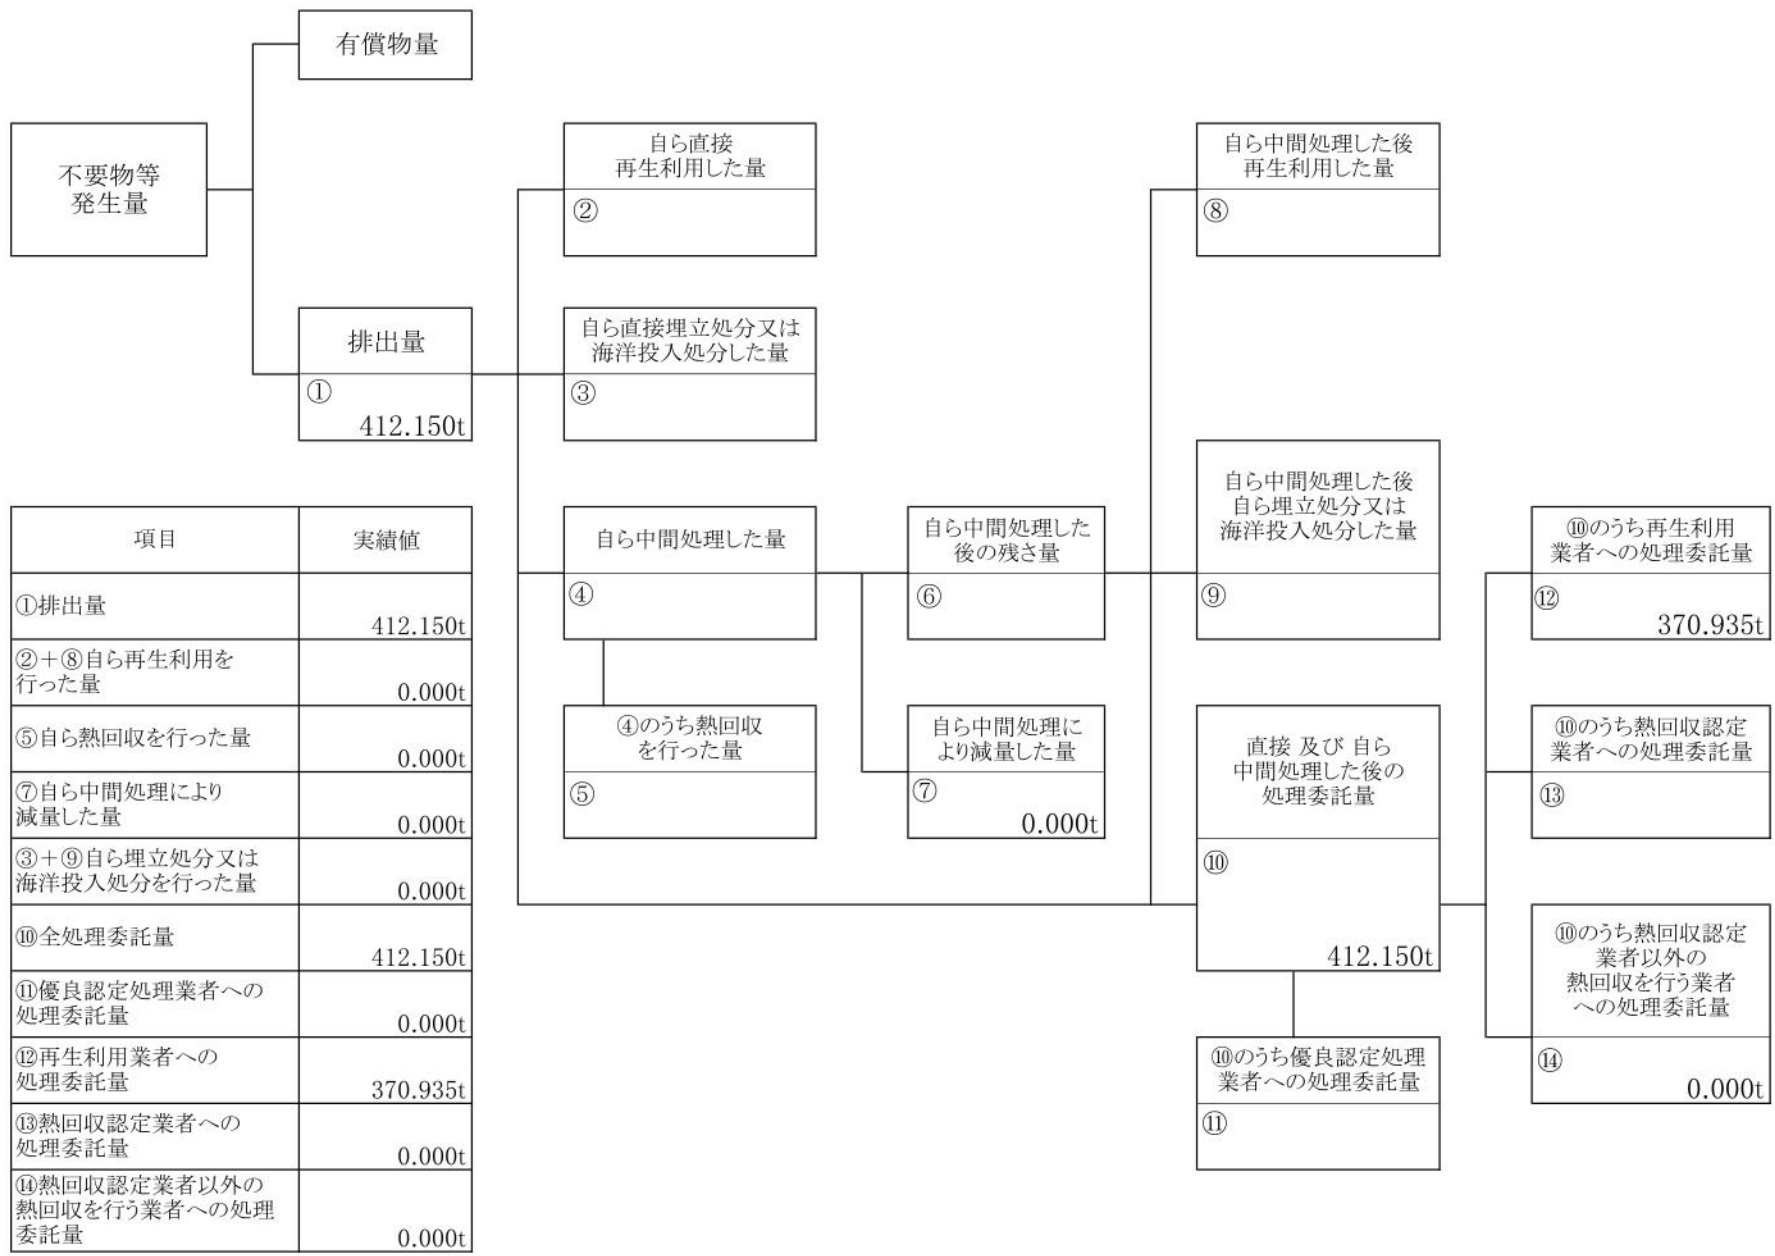 有償物量
不要物等
発生量
排出量
①
412.150t
自ら直接
再生利用した量
②
自ら直接埋立処分又は
海洋投入処分した量
③
自ら中間処理した量
④
④のうち熱回収
を行った量
⑤
自ら中間処理した
後の残さ量
⑥
自ら中間処理に
より減量した量
⑦
0.000t
自ら中間処理した後
再生利用した量
⑧
自ら中間処理した後
自ら埋立処分又は
海洋投入処分した量
⑨
直接 及び 自ら
中間処理した後の
処理委託量
⑩
412.150t
⑩のうち優良認定処理
業者への処理委託量
⑪
⑩のうち再生利用
業者への処理委託量
⑫
370.935t
⑩のうち熱回収認定
業者への処理委託量
⑬
⑩のうち熱回収認定
業者以外の
熱回収を行う業者
への処理委託量
⑭
0.000t
項目
実績値
①排出量
412.150t
②+⑧自ら再生利用を
行った量
0.000t
⑤自ら熱回収を行った量
0.000t
⑦自ら中間処理により
減量した量
0.000t
③+⑨自ら埋立処分又は
海洋投入処分を行った量
0.000t
⑩全処理委託量
412.150t
⑪優良認定処理業者への
処理委託量
0.000t
⑫再生利用業者への
処理委託量
370.935t
⑬熱回収認定業者への
処理委託量
0.000t
⑭熱回収認定業者以外の
熱回収を行う業者への処理
委託量
0.000t